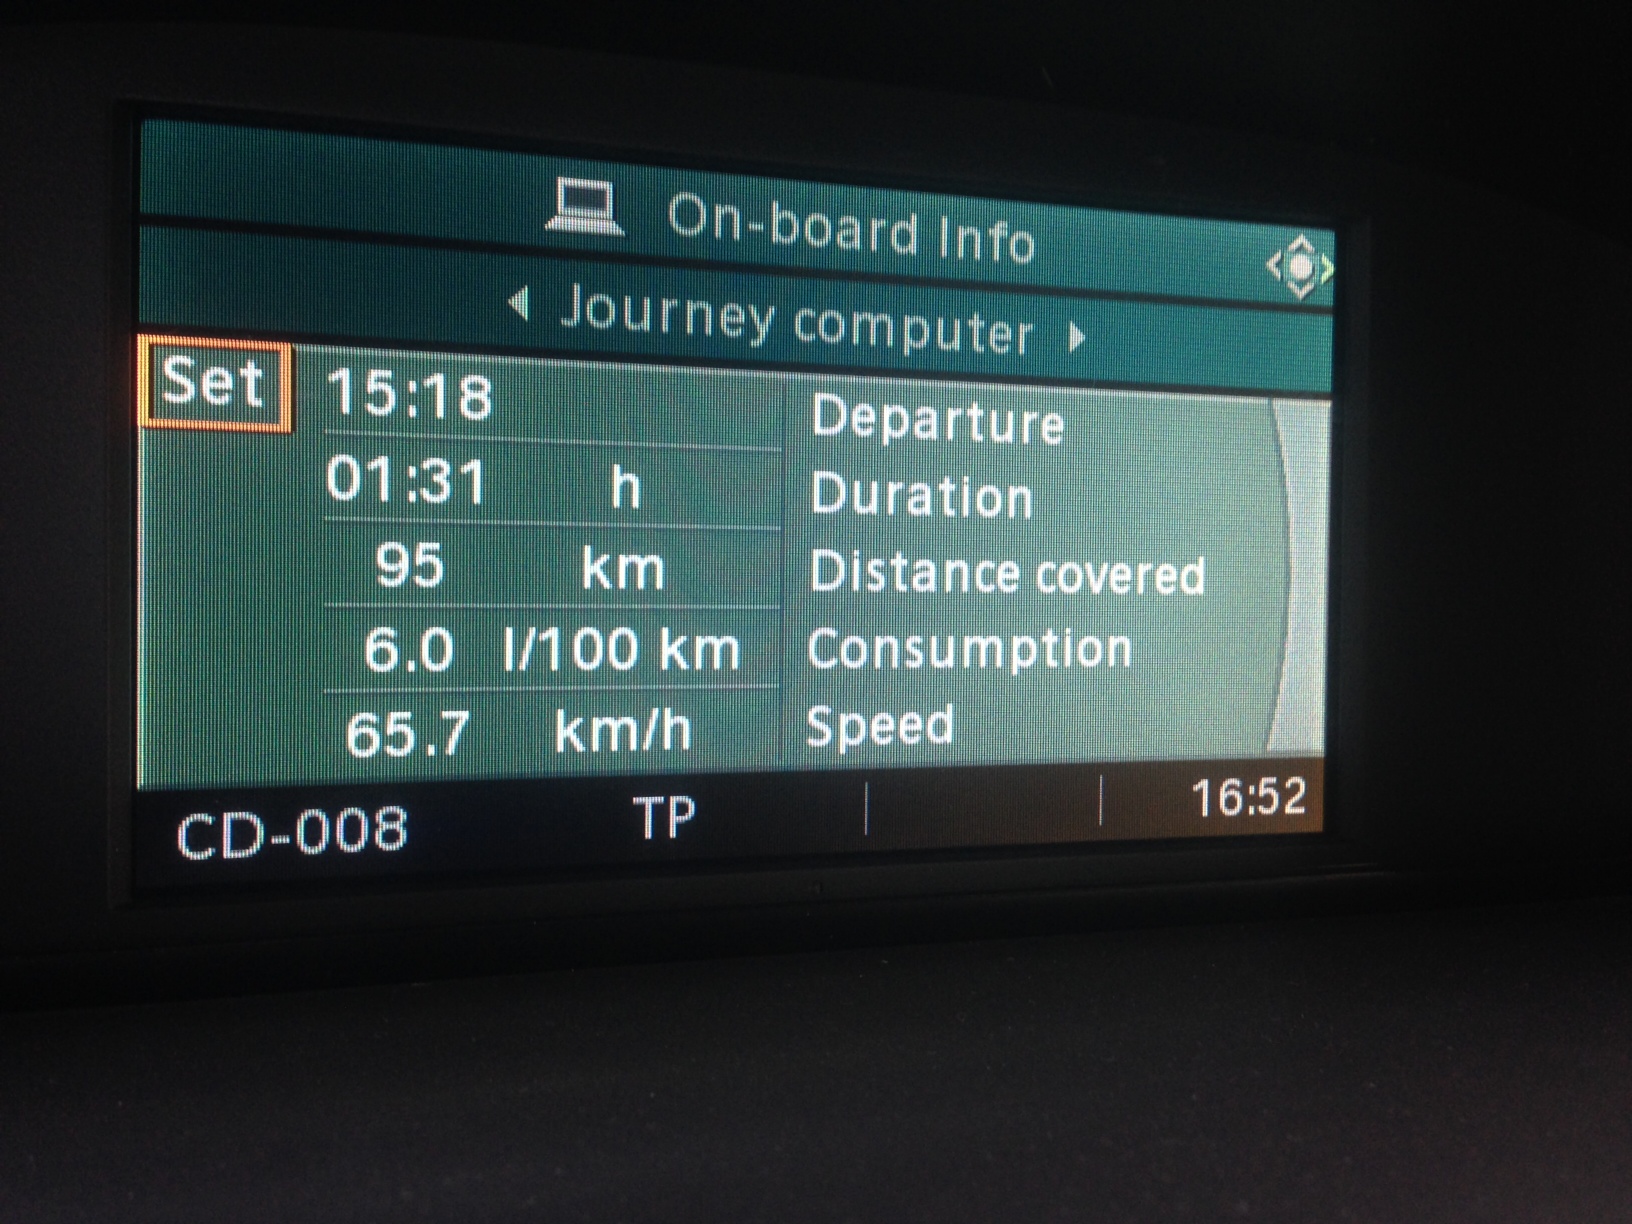 On-board Info
Journey computer
Set 15:18 Departure
01:31 h Duration
95 km Distance covered
6.0 l/100 km Consumption
65.7 km/h Speed
CD-008 TP 16:52